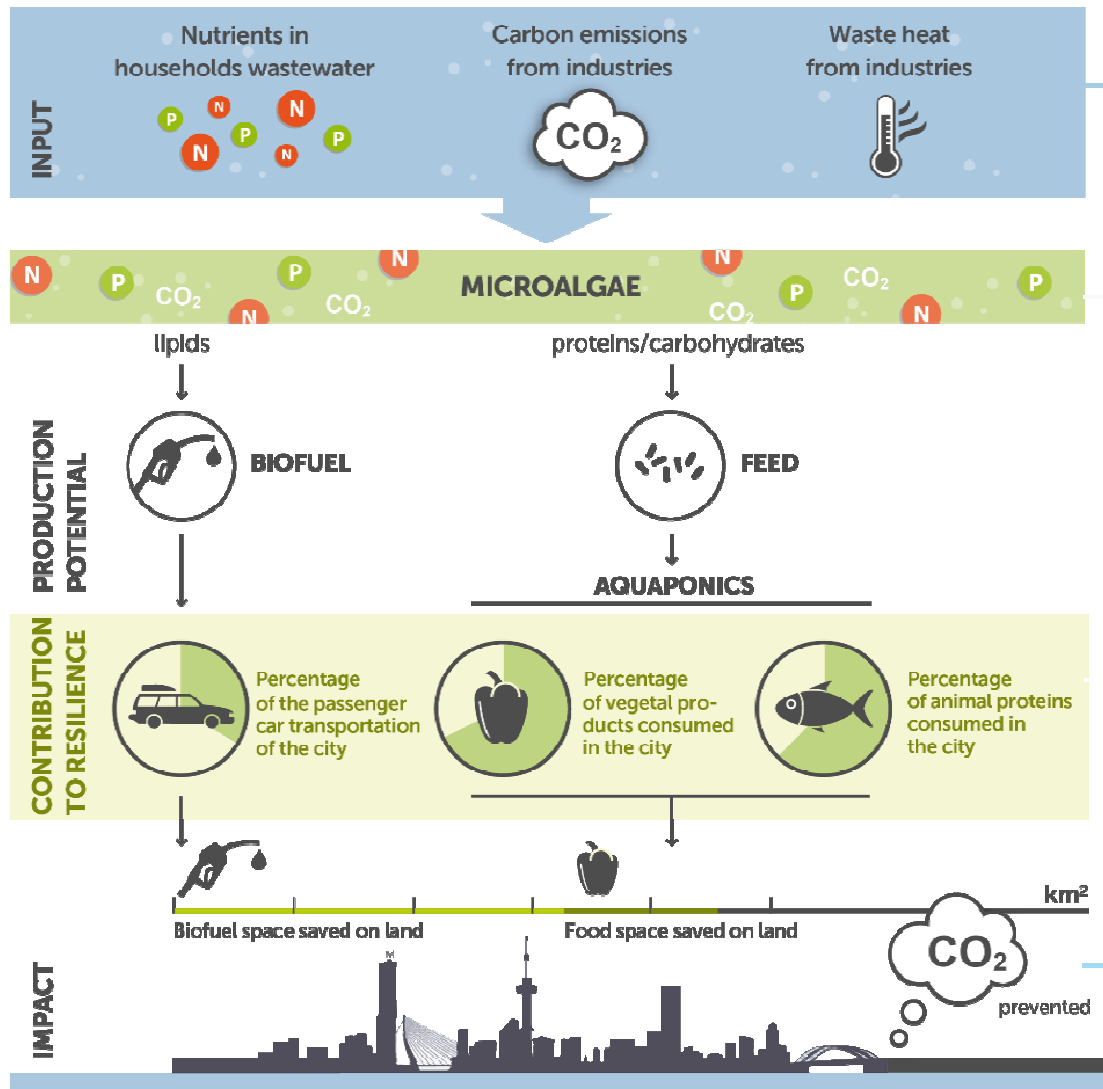 INPUT
Nutrients in
households wastewater
N
P
N
P
P
N
N
Carbon emissions
from industries
CO₂
Waste heat
from industries
MICROALGAE
N
P
CO₂
N
P
CO₂
N
N
CO₂
P
CO₂
N
P
PRODUCTION
POTENTIAL
lipids
BIOFUEL
proteins/carbohydrates
FEED
AQUAPONICS
CONTRIBUTION
TO RESILIENCE
Percentage
of the passenger
car transportation
of the city
Percentage
of vegetal pro-
ducts consumed
in the city
Percentage
of animal proteins
consumed in
the city
IMPACT
km²
Biofuel space saved on land
Food space saved on land
CO₂
prevented